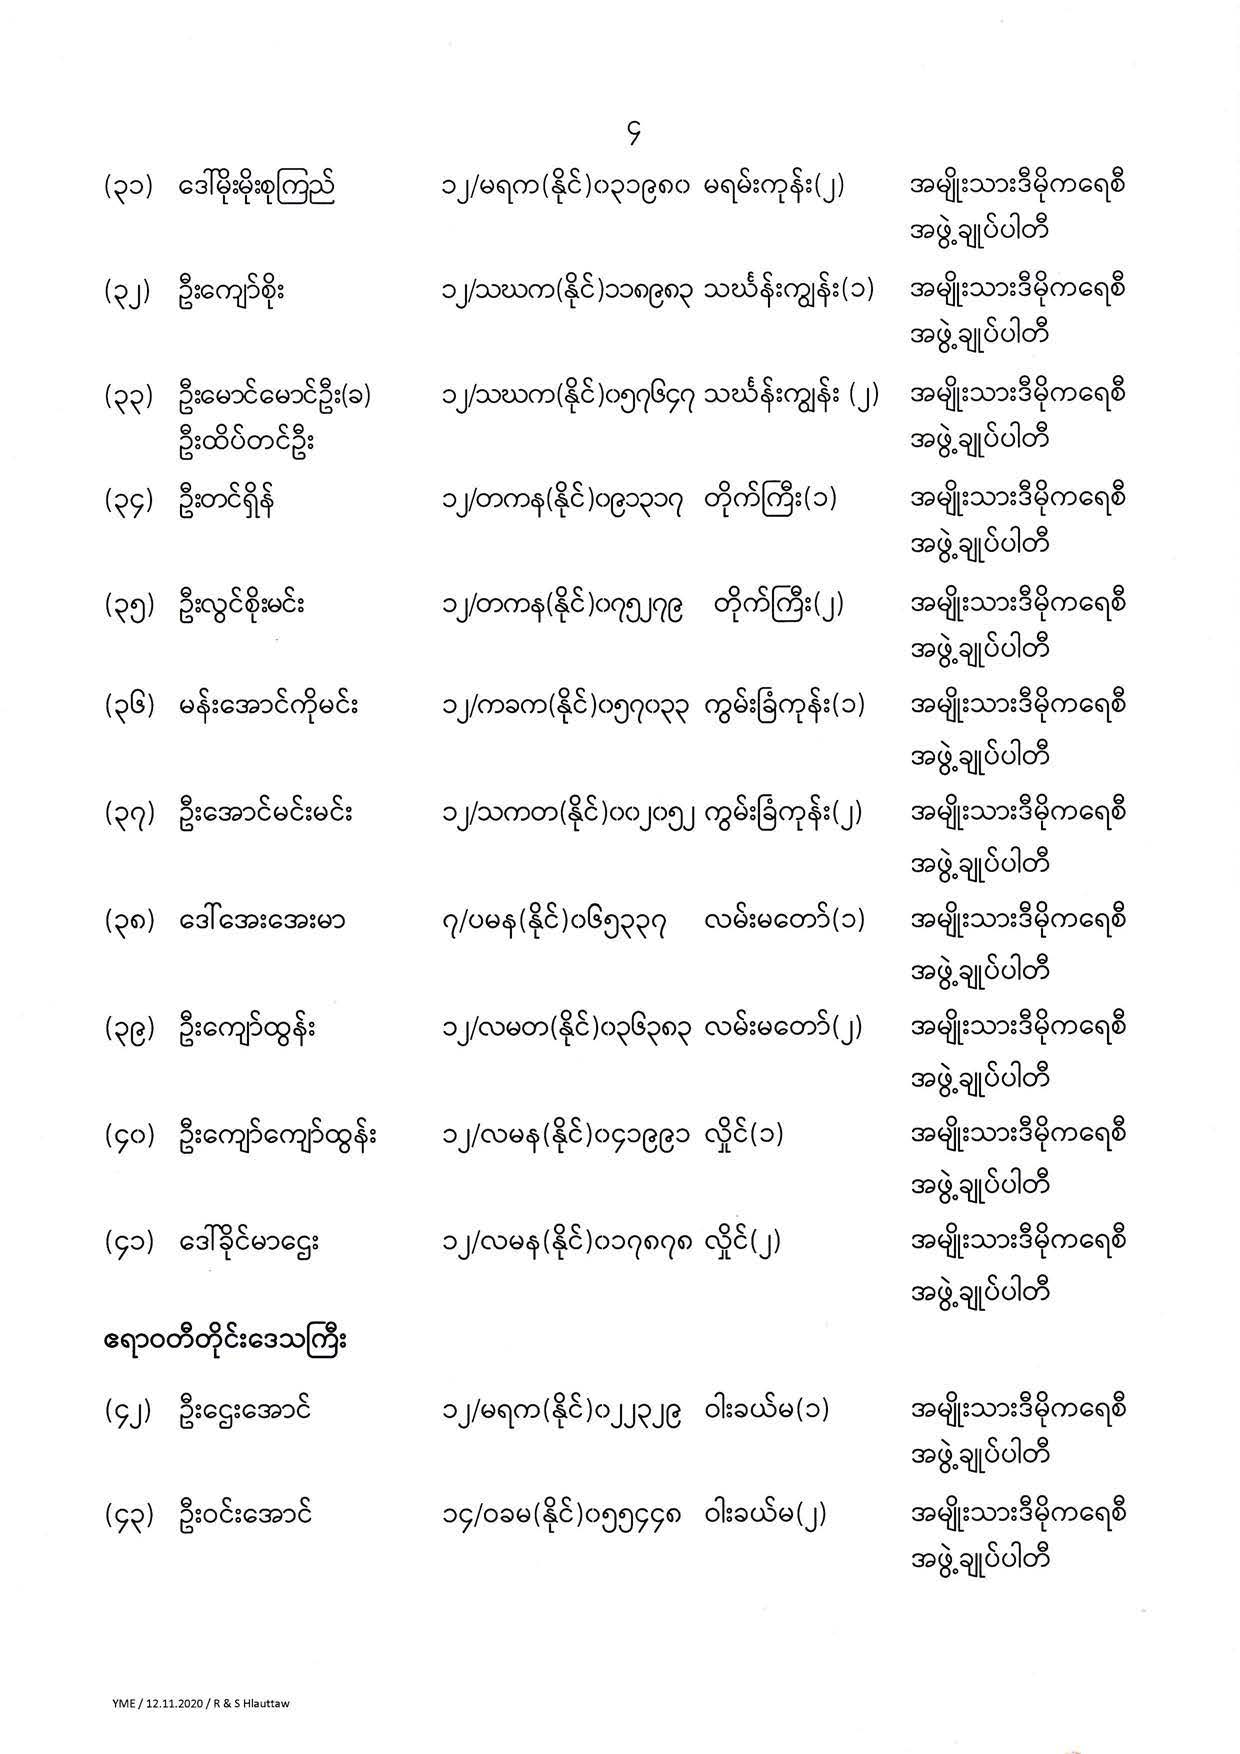 ၄
(၃၁) ဒေါ်မိုးမိုးစုကြည် ၁၂/မရက(နိုင်)၀၃၁၉၈၀ မရမ်းကုန်း(၂) အမျိုးသားဒီမိုကရေစီ
အဖွဲ့ချုပ်ပါတီ
(၃၂) ဦးကျော်စိုး ၁၂/သဃက(နိုင်)၁၁၈၉၈၃ သင်္ဃန်းကျွန်း(၁) အမျိုးသားဒီမိုကရေစီ
အဖွဲ့ချုပ်ပါတီ
(၃၃) ဦးမောင်မောင်ဦး(ခ) ၁၂/သဃက(နိုင်)၀၅၇၆၄၇ သင်္ဃန်းကျွန်း (၂) အမျိုးသားဒီမိုကရေစီ
ဦးထိပ်တင်ဦး အဖွဲ့ချုပ်ပါတီ
(၃၄) ဦးတင်ရှိန် ၁၂/တကန(နိုင်)၀၉၁၃၁၇ တိုက်ကြီး(၁) အမျိုးသားဒီမိုကရေစီ
အဖွဲ့ချုပ်ပါတီ
(၃၅) ဦးလွင်စိုးမင်း ၁၂/တကန(နိုင်)၀၇၅၂၇၉ တိုက်ကြီး(၂) အမျိုးသားဒီမိုကရေစီ
အဖွဲ့ချုပ်ပါတီ
(၃၆) မန်းအောင်ကိုမင်း ၁၂/ကခက(နိုင်)၀၅၇၀၃၃ ကွမ်းခြံကုန်း(၁) အမျိုးသားဒီမိုကရေစီ
အဖွဲ့ချုပ်ပါတီ
(၃၇) ဦးအောင်မင်းမင်း ၁၂/သကတ(နိုင်)၀၀၂၀၅၂ ကွမ်းခြံကုန်း(၂) အမျိုးသားဒီမိုကရေစီ
အဖွဲ့ချုပ်ပါတီ
(၃၈) ဒေါ်အေးအေးမာ ၇/ပမန(နိုင်)၀၆၅၃၃၇ လမ်းမတော်(၁) အမျိုးသားဒီမိုကရေစီ
အဖွဲ့ချုပ်ပါတီ
(၃၉) ဦးကျော်ထွန်း ၁၂/လမတ(နိုင်)၀၃၆၃၈၃ လမ်းမတော်(၂) အမျိုးသားဒီမိုကရေစီ
အဖွဲ့ချုပ်ပါတီ
(၄၀) ဦးကျော်ကျော်ထွန်း ၁၂/လမန(နိုင်)၀၄၁၉၉၁ လှိုင်(၁) အမျိုးသားဒီမိုကရေစီ
အဖွဲ့ချုပ်ပါတီ
(၄၁) ဒေါ်ခိုင်မာဌေး ၁၂/လမန(နိုင်)၀၁၇၈၇၈ လှိုင်(၂) အမျိုးသားဒီမိုကရေစီ
အဖွဲ့ချုပ်ပါတီ
ဧရာဝတီတိုင်းဒေသကြီး
(၄၂) ဦးဌေးအောင် ၁၂/မရက(နိုင်)၀၂၂၃၂၉ ဝါးခယ်မ(၁) အမျိုးသားဒီမိုကရေစီ
အဖွဲ့ချုပ်ပါတီ
(၄၃) ဦးဝင်းအောင် ၁၄/ဝခမ(နိုင်)၀၅၅၄၄၈ ဝါးခယ်မ(၂) အမျိုးသားဒီမိုကရေစီ
အဖွဲ့ချုပ်ပါတီ
YME / 12.11.2020 / R & S Hlauttaw